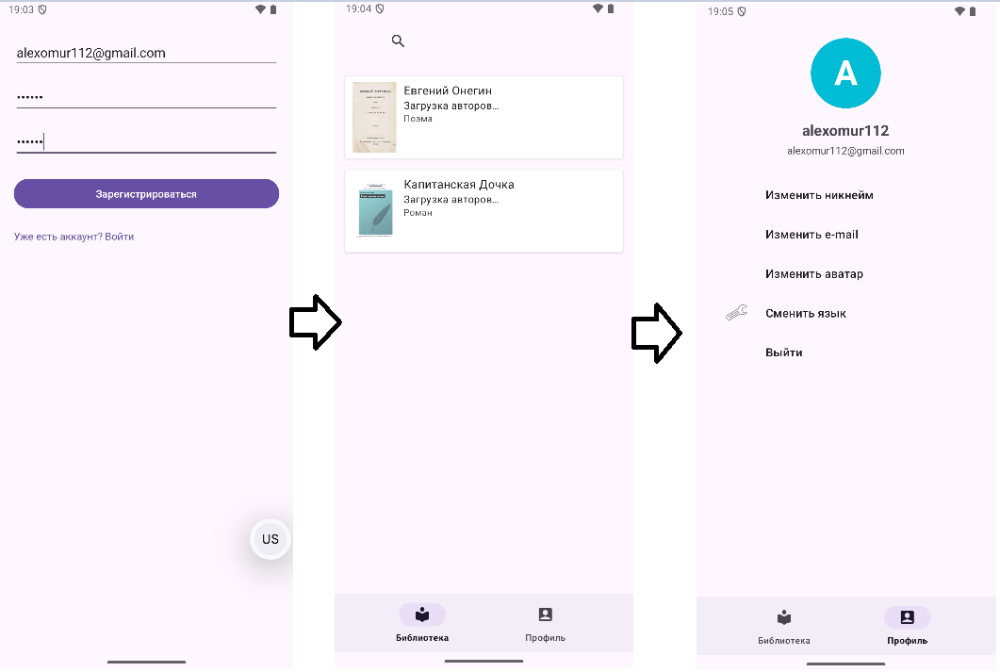 19:03
alexomur112@gmail.com
••••••
••••••
Зарегистрироваться
Уже есть аккаунт? Войти
US
19:04
Евгений Онегин
Загрузка авторов…
Поэма
Капитанская Дочка
Загрузка авторов…
Роман
Библиотека
Профиль
19:05
A
alexomur112
alexomur112@gmail.com
Изменить никнейм
Изменить e-mail
Изменить аватар
Сменить язык
Выйти
Библиотека
Профиль